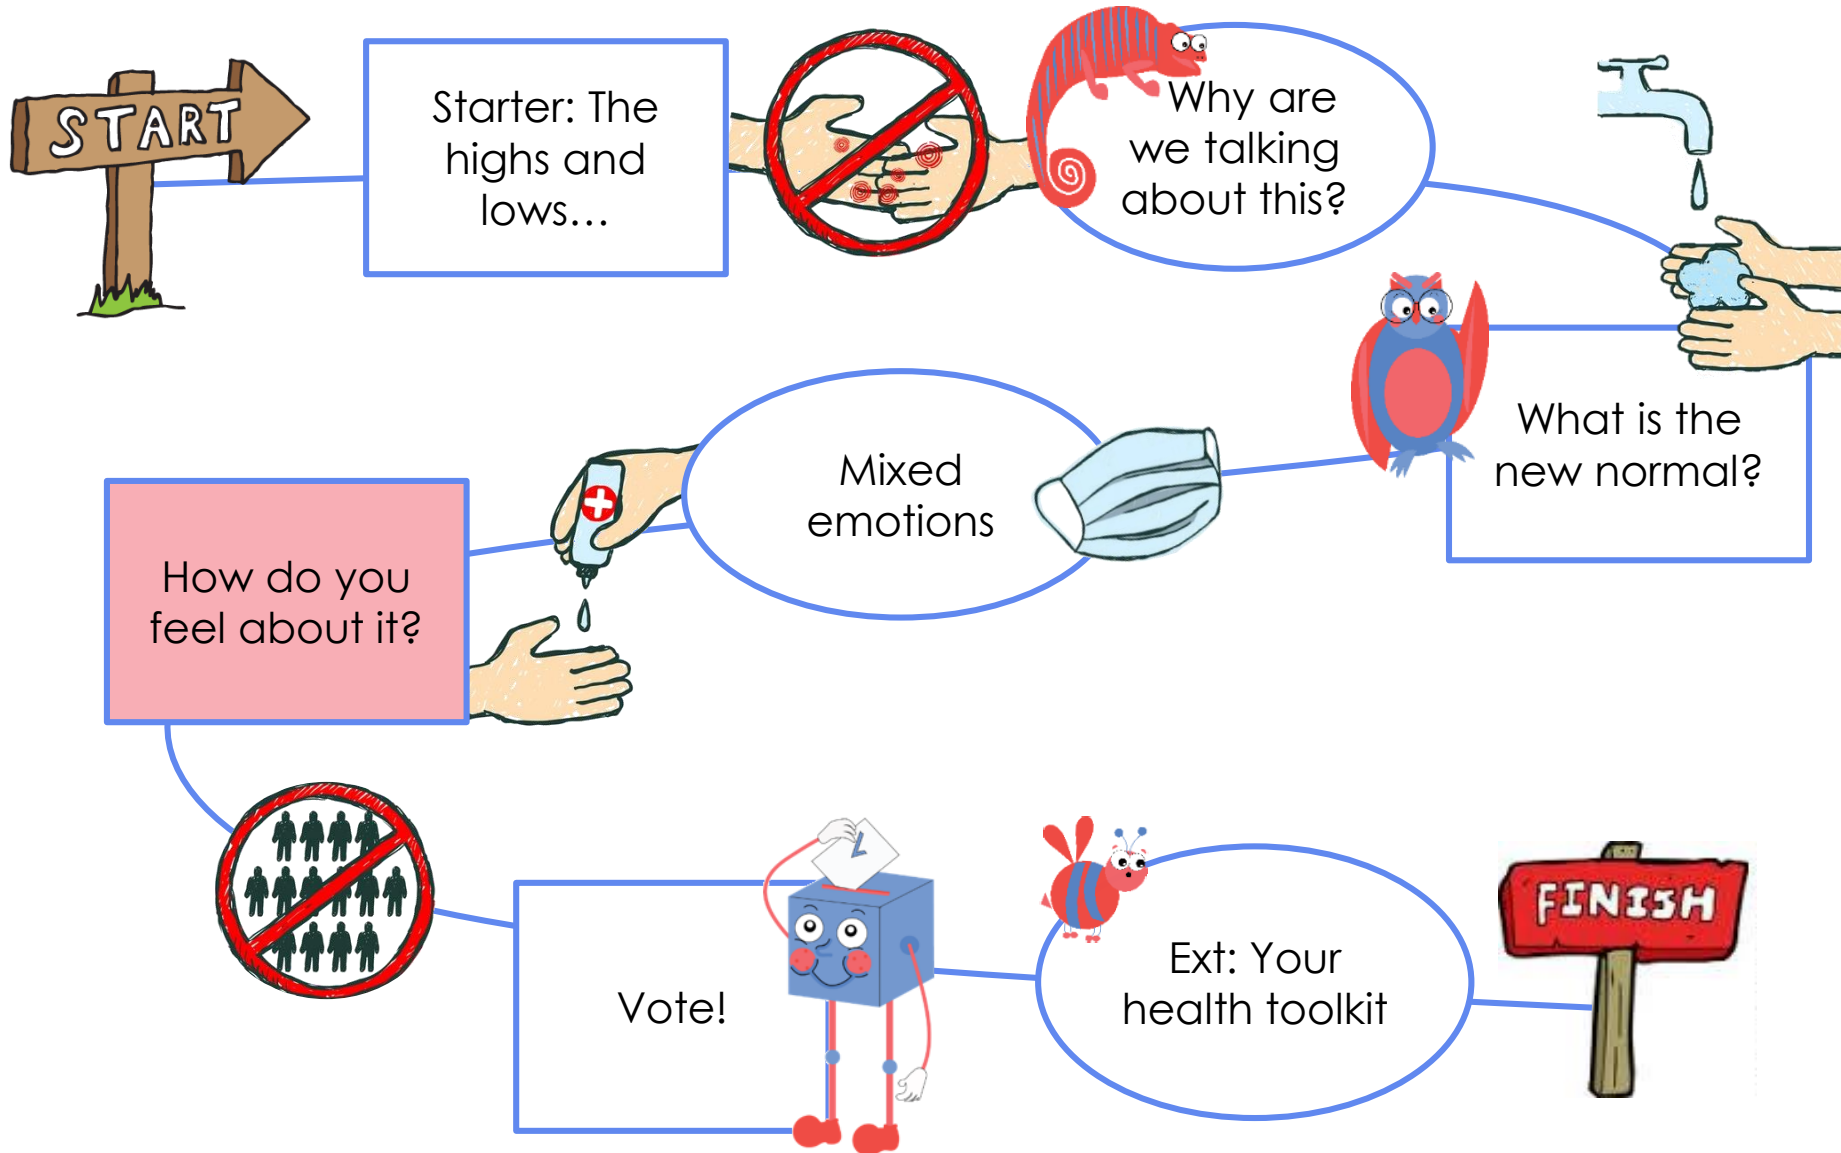 START
Starter: The
highs and
lows...
Why are
we talking
about this?
What is the
new normal?
Mixed
emotions
How do you
feel about it?
Vote!
Ext: Your
health toolkit
FINISH